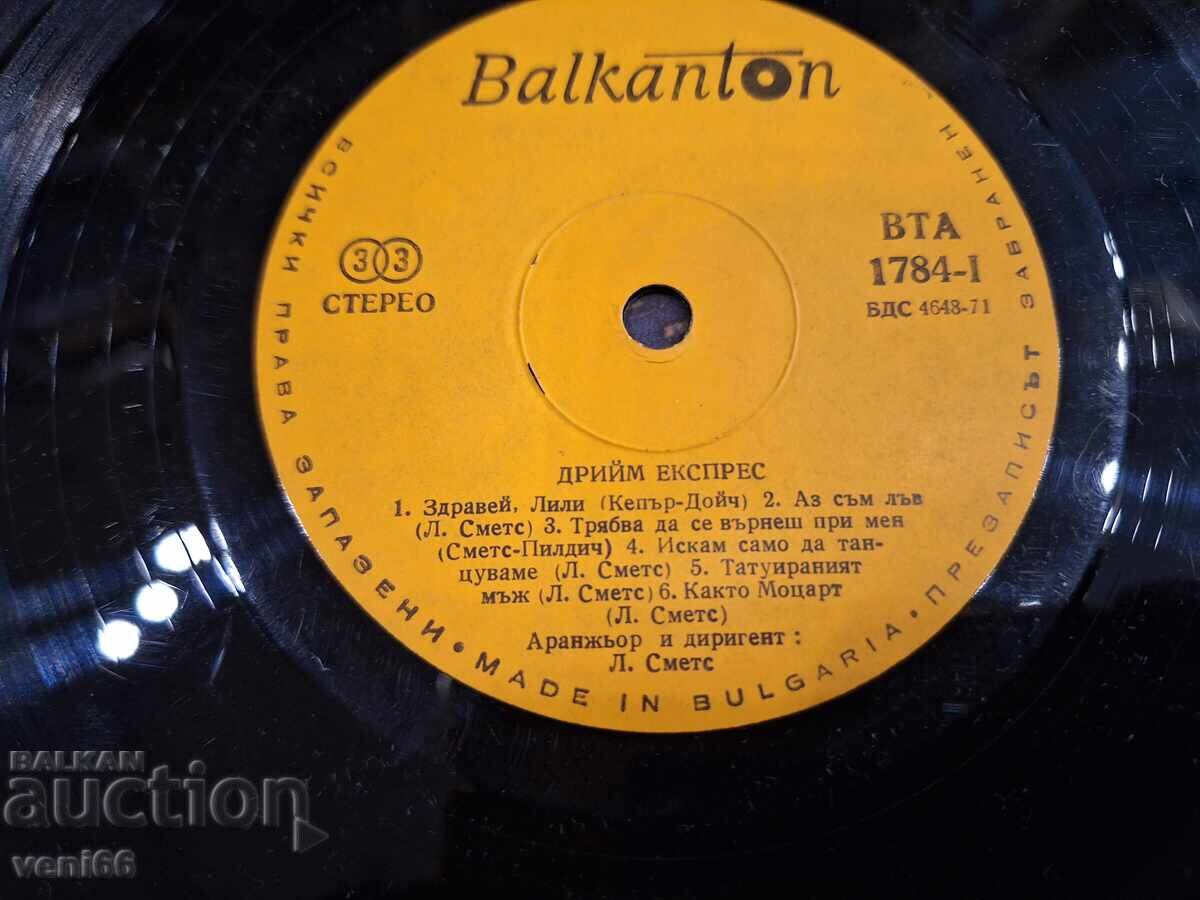 Balkanton
ВСИЧКИ ПРАВА ЗАПАЗЕНИ • MADE IN BULGARIA • ПРЕЗАПИСЪТ ЗАБРАНЕН
33
СТЕРЕО
ВТА
1784-I
БДС 4648-71
ДРИЙМ ЕКСПРЕС
1. Здравей, Лили (Кепър-Дойч) 2. Аз съм лъв
(Л. Сметс) 3. Трябва да се върнеш при мен
(Сметс-Пилдич) 4. Искам само да тан-
цуваме (Л. Сметс) 5. Татуираният
мъж (Л. Сметс) 6. Както Моцарт
(Л. Сметс)
Аранжьор и диригент :
Л. Сметс
BALKAN
auction
veni66